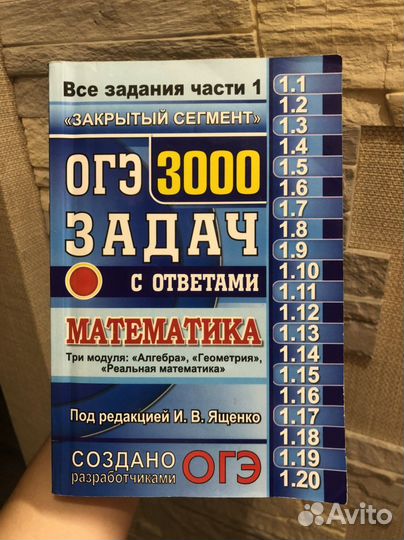 Все задания части 1
«ЗАКРЫТЫЙ СЕГМЕНТ»
ОГЭ 3000
ЗАДАЧ
С ОТВЕТАМИ
МАТЕМАТИКА
Три модуля: «Алгебра», «Геометрия»,
«Реальная математика»
Под редакцией И. В. Ященко
СОЗДАНО
разработчиками ОГЭ
1.1
1.2
1.3
1.4
1.5
1.6
1.7
1.8
1.9
1.10
1.11
1.12
1.13
1.14
1.15
1.16
1.17
1.18
1.19
1.20
Avito